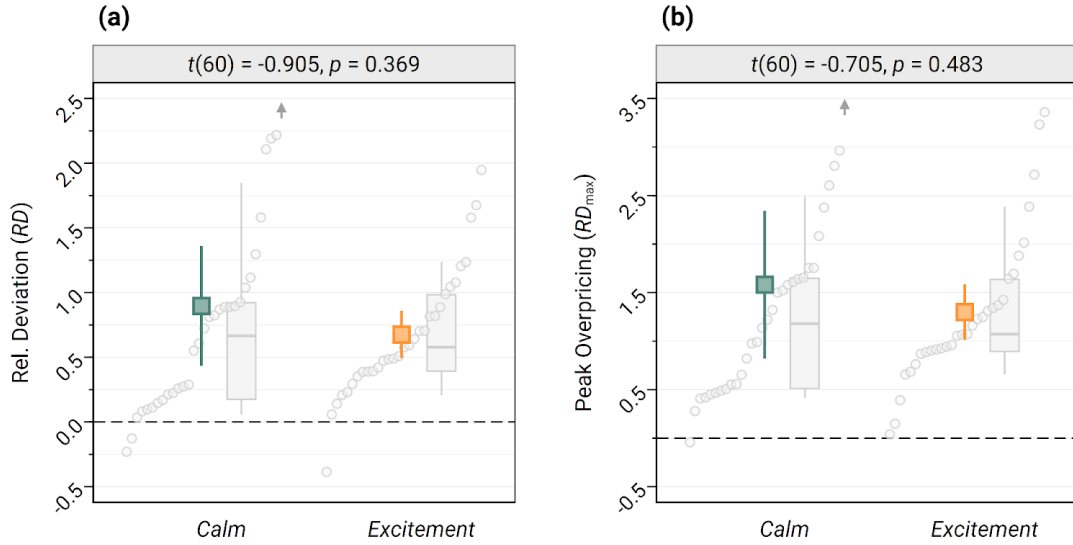 (a)
t(60) = -0.905, p = 0.369
Rel. Deviation (RD)
2.5
2.0
1.5
1.0
0.5
0.0
-0.5
Calm
Excitement
(b)
t(60) = -0.705, p = 0.483
Peak Overpricing (RDmax)
3.5
2.5
1.5
0.5
-0.5
Calm
Excitement